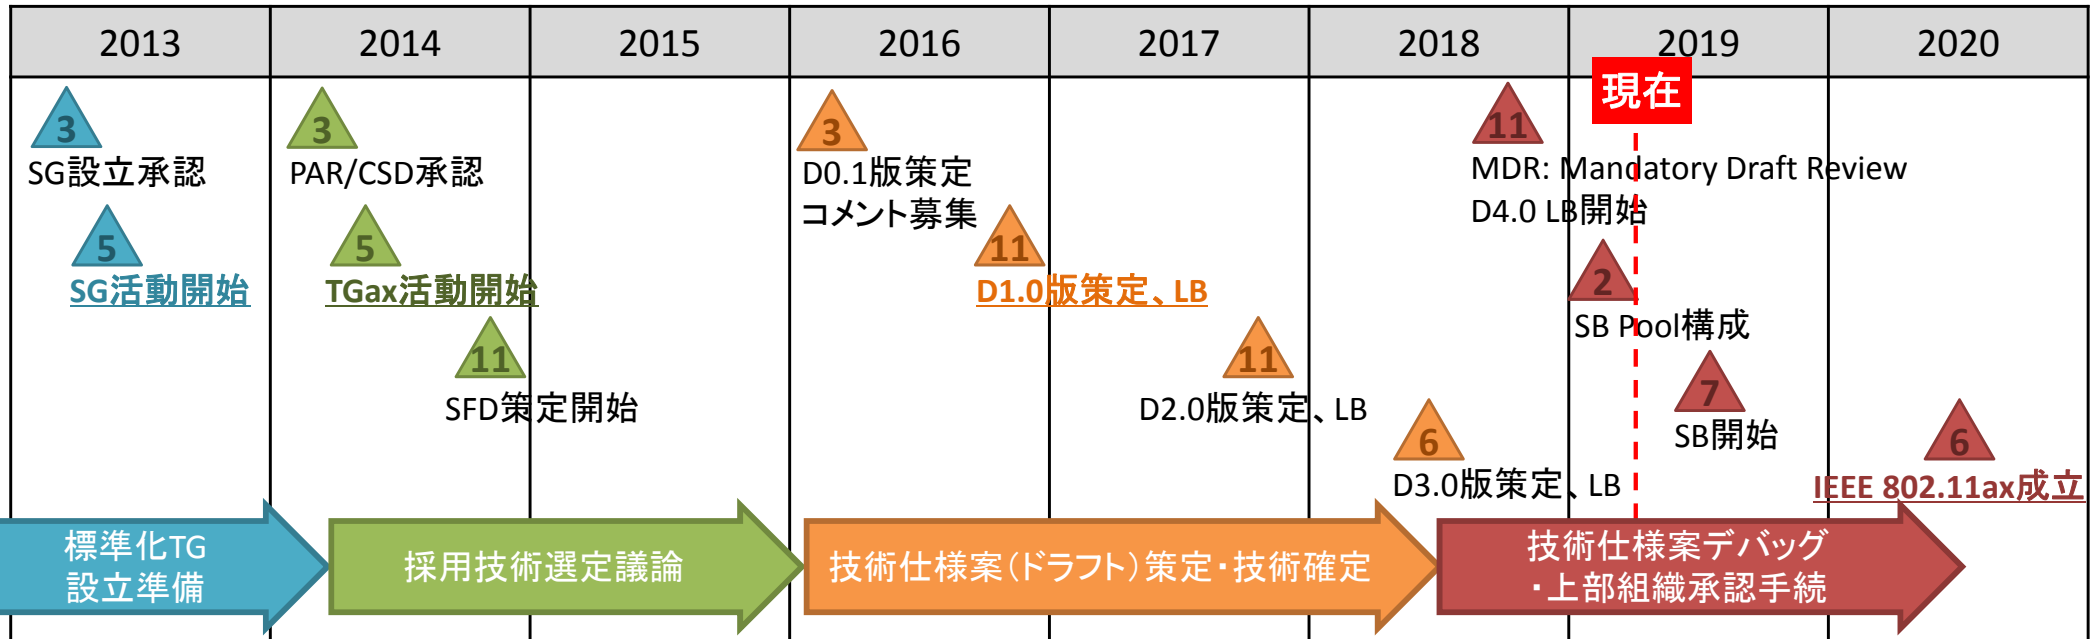 2013
2014
2015
2016
2017
2018
2019
2020
現在
3
SG設立承認
5
SG活動開始
3
PAR/CSD承認
5
TGax活動開始
11
SFD策定開始
3
D0.1版策定
コメント募集
11
D1.0版策定、LB
11
D2.0版策定、LB
6
D3.0版策定、LB
11
MDR: Mandatory Draft Review
D4.0 LB開始
2
SB Pool構成
7
SB開始
6
IEEE 802.11ax成立
標準化TG
設立準備
採用技術選定議論
技術仕様案（ドラフト）策定・技術確定
技術仕様案デバッグ
・上部組織承認手続